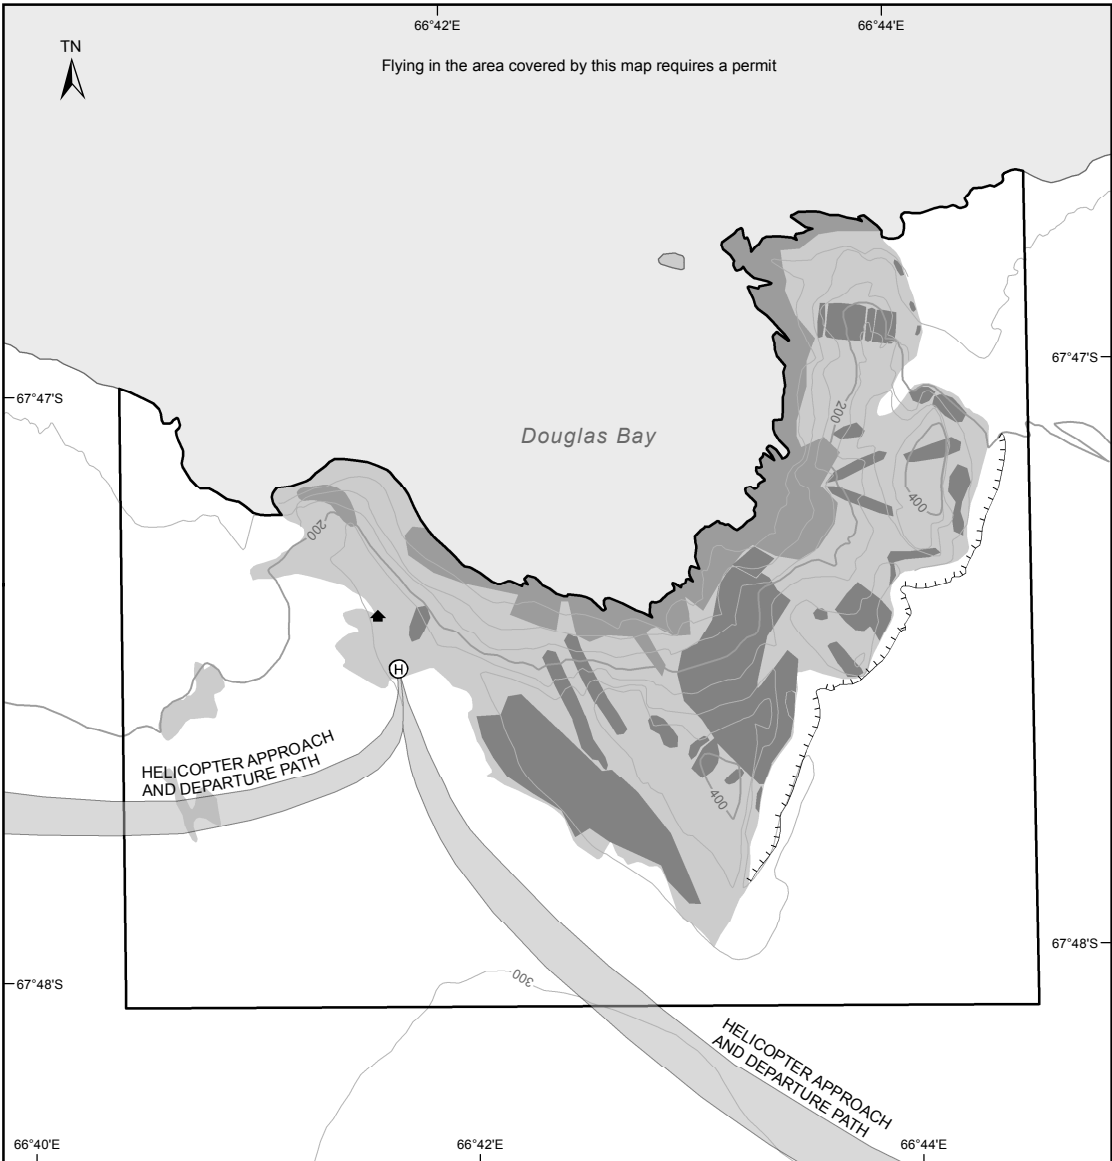 66°42'E
66°44'E
TN
Flying in the area covered by this map requires a permit
67°47'S
67°47'S
200
Douglas Bay
400
200
HELICOPTER APPROACH
AND DEPARTURE PATH
400
67°48'S
67°48'S
300
H
HELICOPTER APPROACH
AND DEPARTURE PATH
66°40'E
66°42'E
66°44'E